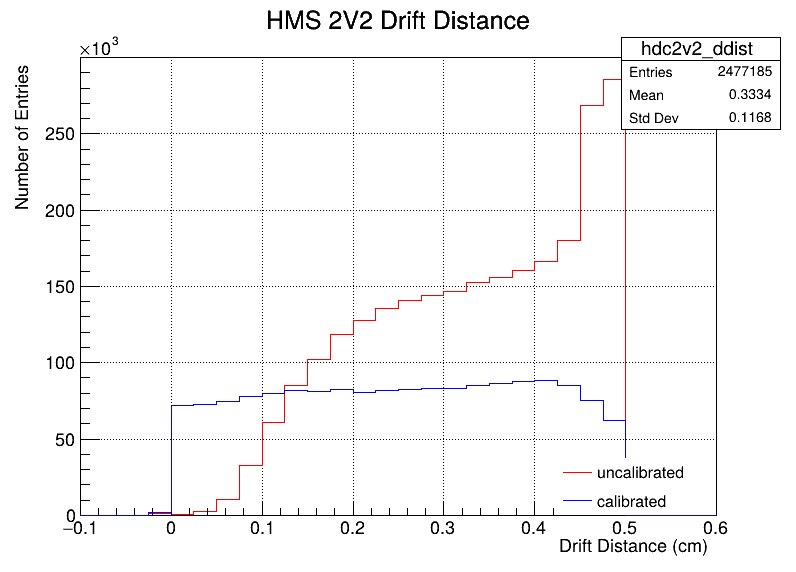 HMS 2V2 Drift Distance
×10³
hdc2v2_ddist
Entries 2477185
Mean 0.3334
Std Dev 0.1168
Number of Entries
250
200
150
100
50
0
−0.1 0 0.1 0.2 0.3 0.4 0.5 0.6
uncalibrated
calibrated
Drift Distance (cm)